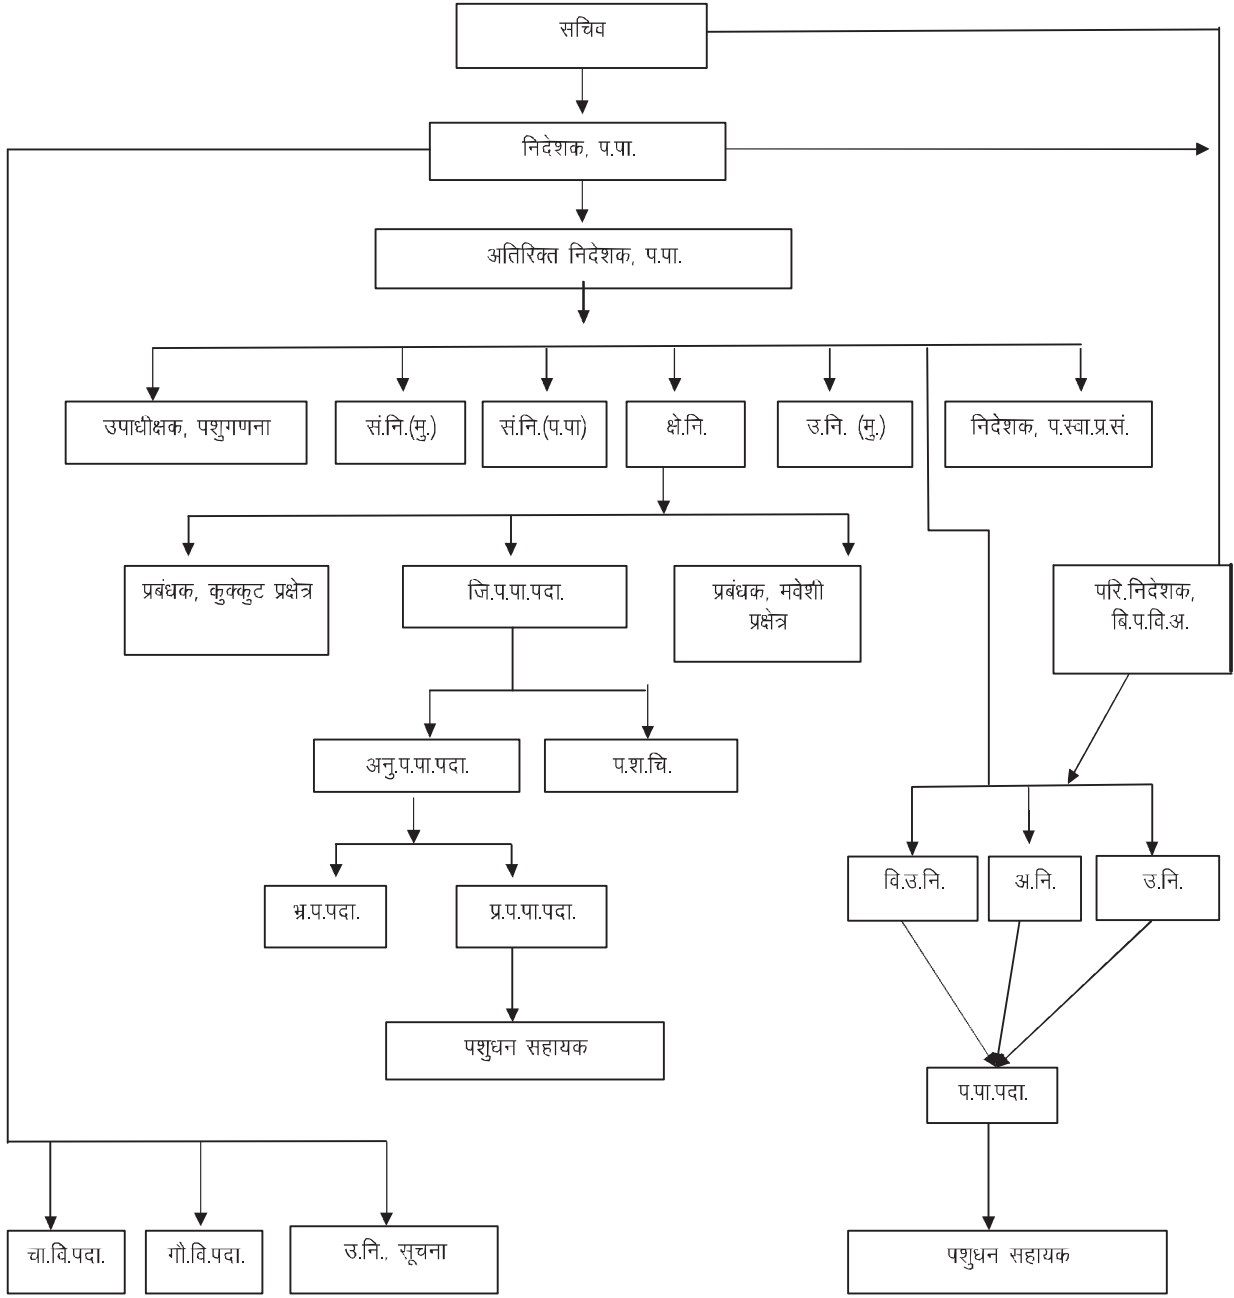 सचिव
निदेशक, प.पा.
अतिरिक्त निदेशक, प.पा.
उपाधीक्षक, पशुगणना
सं.नि.(मु.)
सं.नि.(प.पा)
क्षे.नि.
उ.नि. (मु.)
निदेशक, प.स्वा.प्र.सं.
प्रबंधक, कुक्कुट प्रक्षेत्र
जि.प.पा.पदा.
प्रबंधक, मवेशी
प्रक्षेत्र
परि.निदेशक,
बि.प.वि.अ.
अनु.प.पा.पदा.
प.श.चि.
वि.उ.नि.
अ.नि.
उ.नि.
भ्र.प.पदा.
प्र.प.पा.पदा.
पशुधन सहायक
प.पा.पदा.
चा.वि.पदा.
गौ.वि.पदा.
उ.नि., सूचना
पशुधन सहायक